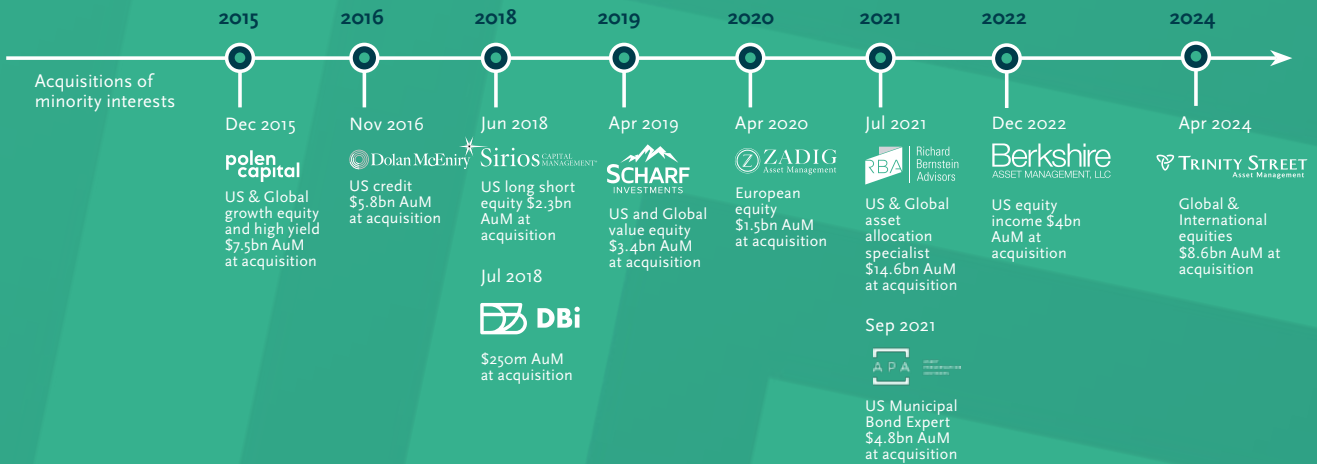 2015
2016
2018
2019
2020
2021
2022
2024
Acquisitions of
minority interests
Dec 2015
polen
capital
US & Global
growth equity
and high yield
$7.5bn AuM
at acquisition
Nov 2016
Dolan McEniry
US credit
$5.8bn AuM
at acquisition
Jun 2018
Sirios CAPITAL
MANAGEMENT
US long short
equity $2.3bn
AuM at
acquisition
Jul 2018
DBi
$250m AuM
at acquisition
Apr 2019
SCHARF
INVESTMENTS
US and Global
value equity
$3.4bn AuM
at acquisition
Apr 2020
Z ZADIG
Asset Management
European
equity
$1.5bn AuM
at acquisition
Jul 2021
RBA
Richard
Bernstein
Advisors
US & Global
asset
allocation
specialist
$14.6bn AuM
at acquisition
Sep 2021
APA
US Municipal
Bond Expert
$4.8bn AuM
at acquisition
Dec 2022
Berkshire
ASSET MANAGEMENT, LLC
US equity
income $4bn
AuM at
acquisition
Apr 2024
TRINITY STREET
Asset Management
Global &
International
equities
$8.6bn AuM at
acquisition